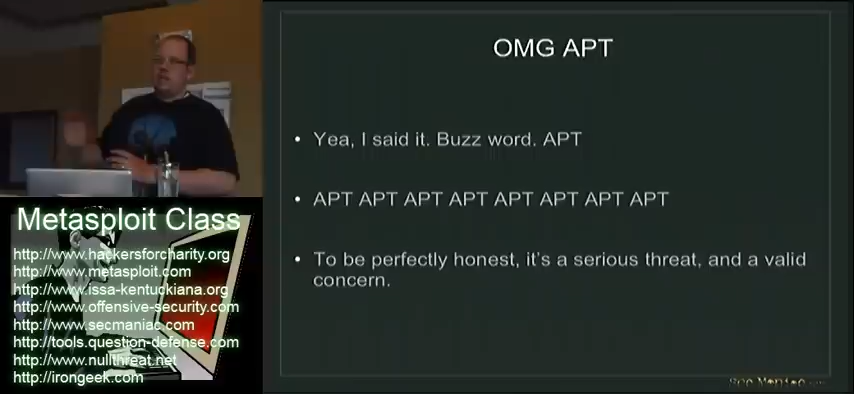 OMG APT
• Yea, I said it. Buzz word. APT
• APT APT APT APT APT APT APT APT
• To be perfectly honest, it's a serious threat, and a valid
concern.
Metasploit Class
http://www.hackersforcharity.org
http://www.metasploit.com
http://www.issa-kentuckiana.org
http://www.offensive-security.com
http://www.secmaniac.com
http://tools.question-defense.com
http://www.nullthreat.net
http://irongeek.com